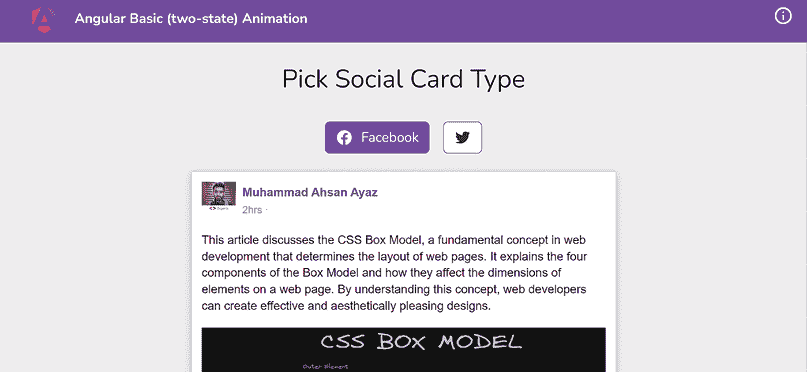 Angular Basic (two-state) Animation
Pick Social Card Type
Facebook
Muhammad Ahsan Ayaz
2hrs ·
This article discusses the CSS Box Model, a fundamental concept in web
development that determines the layout of web pages. It explains the four
components of the Box Model and how they affect the dimensions of
elements on a web page. By understanding this concept, web developers
can create effective and aesthetically pleasing designs.
CSS BOX MODEL
Outer Element